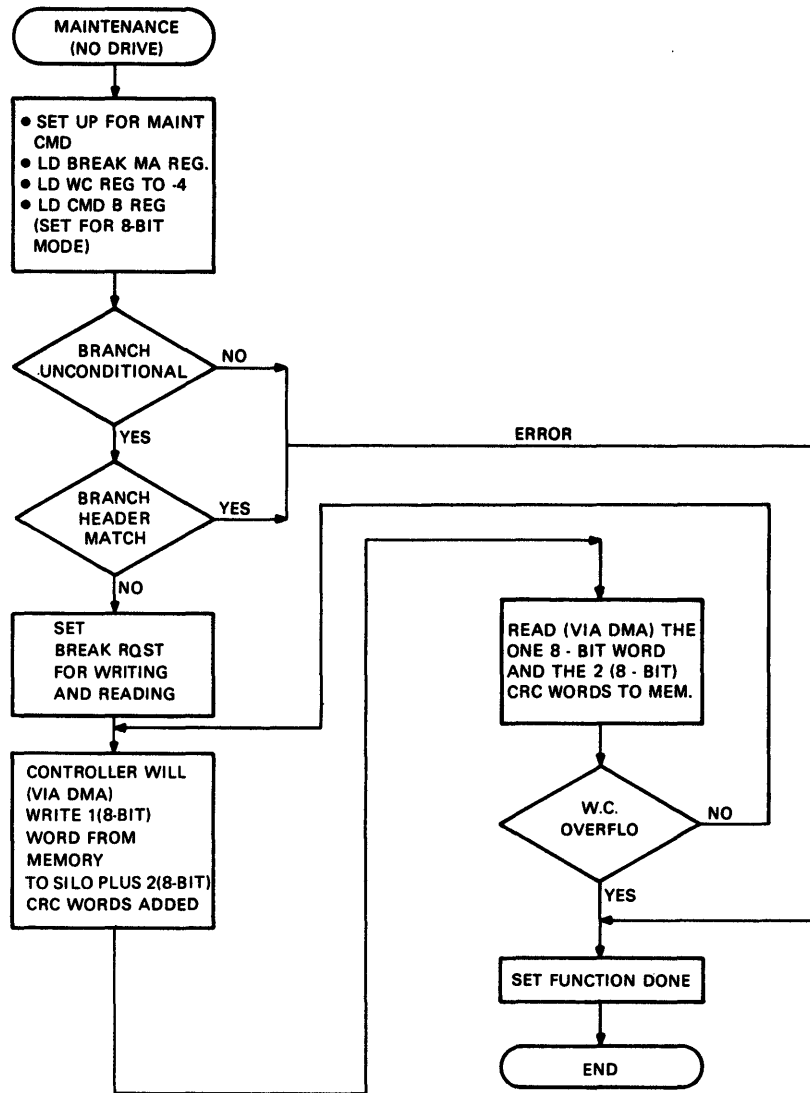 MAINTENANCE
(NO DRIVE)
● SET UP FOR MAINT
CMD
● LD BREAK MA REG.
● LD WC REG TO -4
● LD CMD B REG
(SET FOR 8-BIT
MODE)
BRANCH
UNCONDITIONAL
NO
YES
ERROR
BRANCH
HEADER
MATCH
YES
NO
SET
BREAK RQST
FOR WRITING
AND READING
CONTROLLER WILL
(VIA DMA)
WRITE 1(8-BIT)
WORD FROM
MEMORY
TO SILO PLUS 2(8-BIT)
CRC WORDS ADDED
READ (VIA DMA) THE
ONE 8 - BIT WORD
AND THE 2 (8 - BIT)
CRC WORDS TO MEM.
W.C.
OVERFLO
NO
YES
SET FUNCTION DONE
END